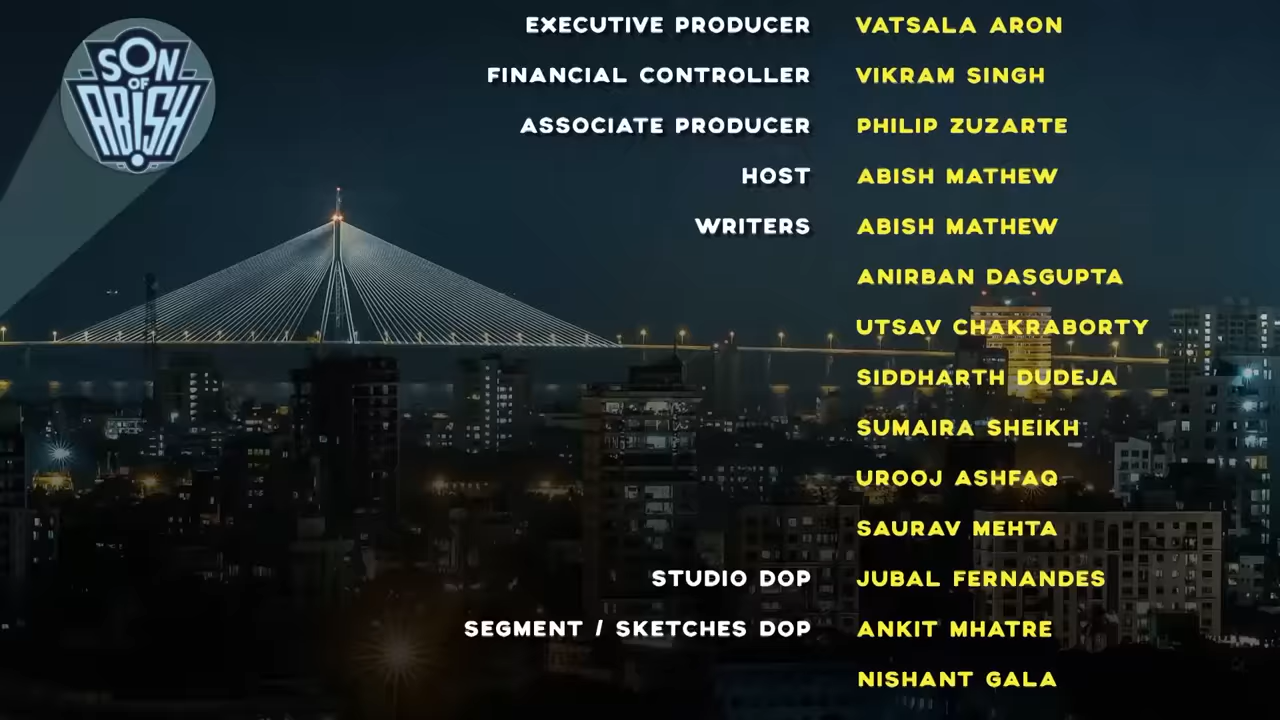 SON
OF
ABISH
EXECUTIVE PRODUCER VATSALA ARON
FINANCIAL CONTROLLER VIKRAM SINGH
ASSOCIATE PRODUCER PHILIP ZUZARTE
HOST ABISH MATHEW
WRITERS ABISH MATHEW
ANIRBAN DASGUPTA
UTSAV CHAKRABORTY
SIDDHARTH DUDEJA
SUMAIRA SHEIKH
UROOJ ASHFAQ
SAURAV MEHTA
STUDIO DOP JUBAL FERNANDES
SEGMENT / SKETCHES DOP ANKIT MHATRE
NISHANT GALA